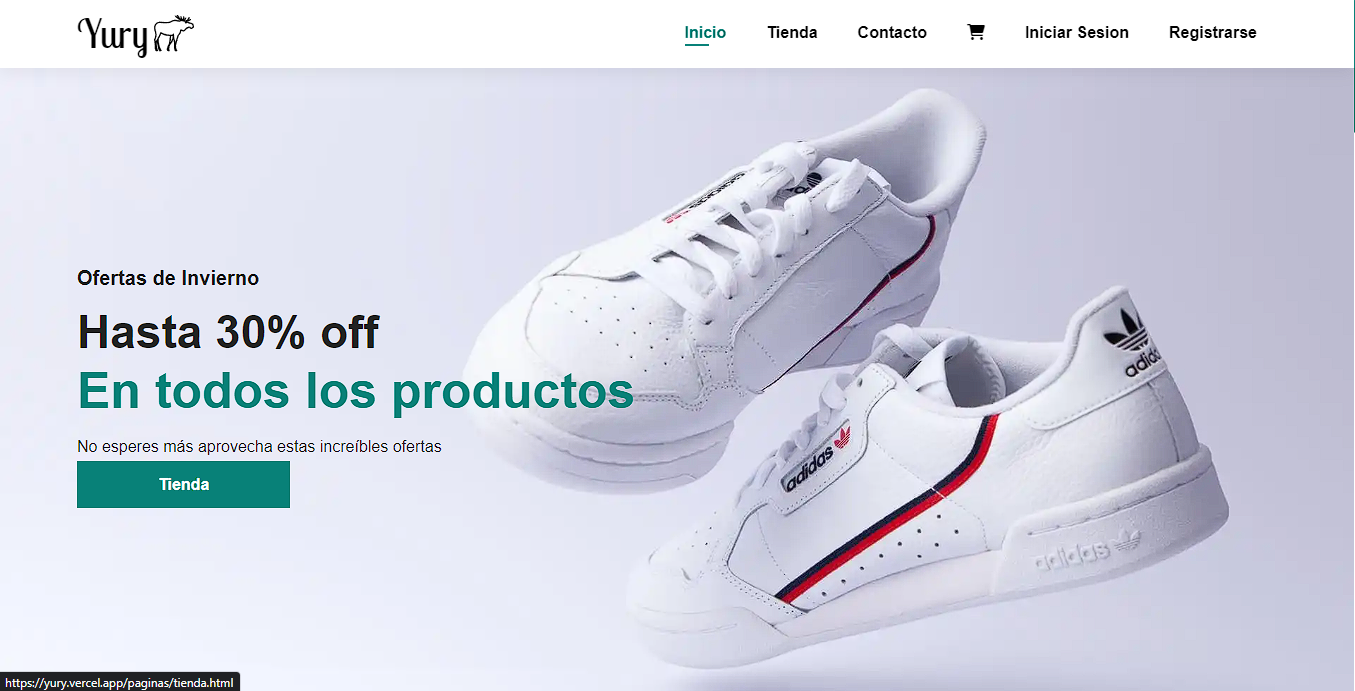 Yury
Inicio
Tienda
Contacto
Iniciar Sesion
Registrarse
Ofertas de Invierno
Hasta 30% off
En todos los productos
No esperes más aprovecha estas increíbles ofertas
Tienda
adidas
adidas
adidas
https://yury.vercel.app/paginas/tienda.html